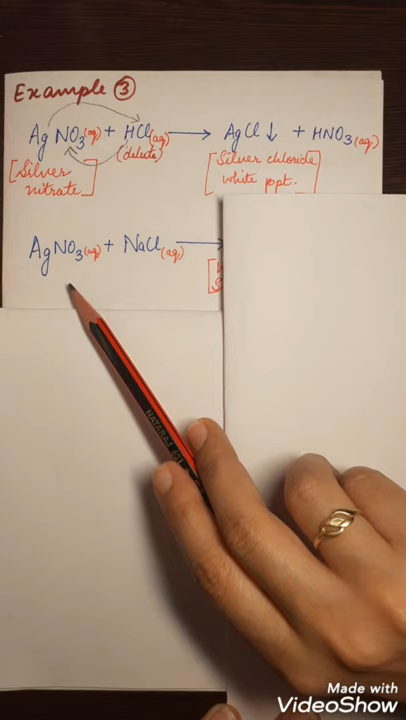 Example ③
AgNO₃(aq) + HCl(aq) ⟶ AgCl↓ + HNO₃(aq)
(dilute)
[Silver nitrate]
[Silver chloride white ppt.]
AgNO₃(aq) + NaCl(aq) ⟶
NATARAJ 621
Made with
VideoShow